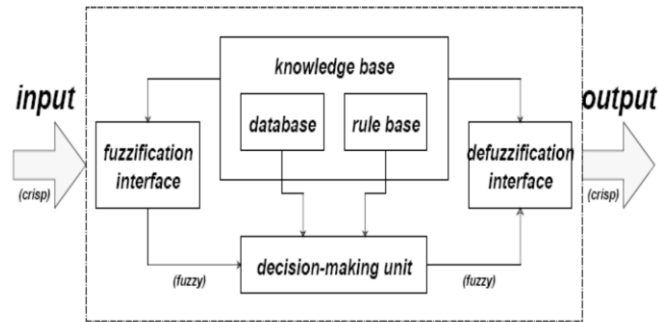 knowledge base
input
output
database
rule base
fuzzification
interface
defuzzification
interface
(crisp)
(crisp)
decision-making unit
(fuzzy)
(fuzzy)